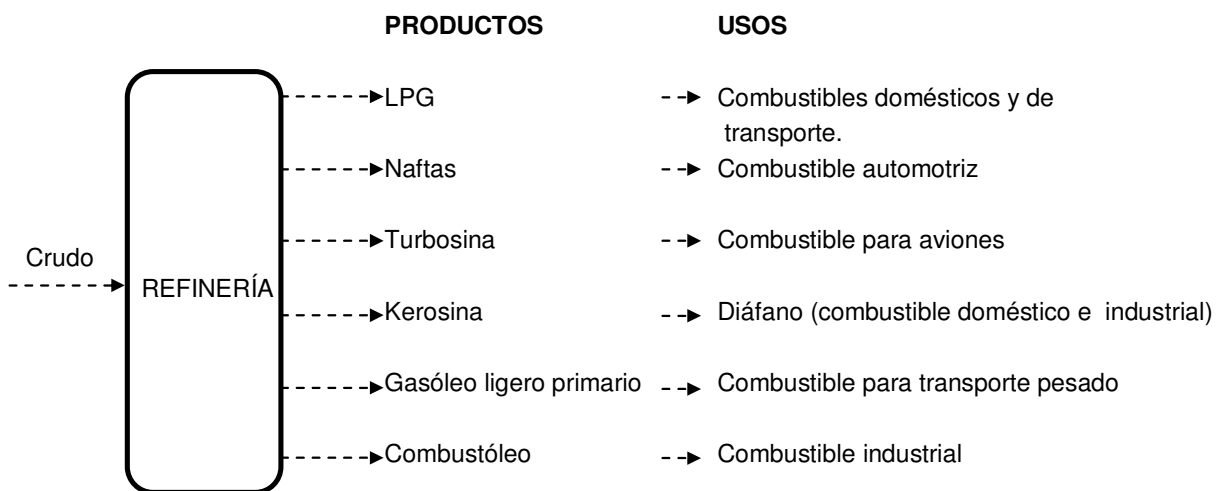 PRODUCTOS USOS
LPG Combustibles domésticos y de
transporte.
Naftas Combustible automotriz
Turbosina Combustible para aviones
Crudo
REFINERÍA
Kerosina Diáfano (combustible doméstico e industrial)
Gasóleo ligero primario Combustible para transporte pesado
Combustóleo Combustible industrial